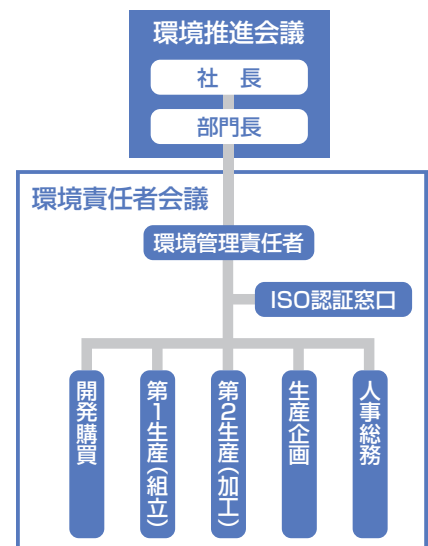 環境推進会議
社　長
部門長
環境責任者会議
環境管理責任者
ISO認証窓口
開発購買
第1生産(組立)
第2生産(加工)
生産企画
人事総務